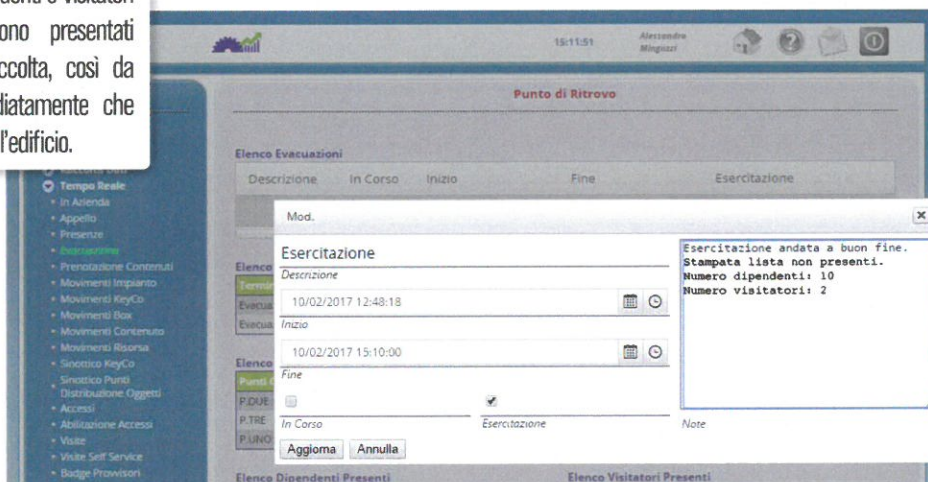 ono presentati
ccolta, così da
diatamente che
l'edificio.
15:11:51
Alessandro
Mingozzi
Punto di Ritrovo
Elenco Evacuazioni
Descrizione In Corso Inizio Fine Esercitazione
Tempo Reale
In Azienda
Appello
Presenze
Evacuazione
Prenotazione Contenuti
Movimenti Impianto
Movimenti KeyCo
Movimenti Box
Movimenti Contenuto
Movimenti Risorsa
Sinottico KeyCo
Sinottico Punti
Distribuzione Oggetti
Accessi
Abilitazione Accessi
Visite
Visite Self Service
Badge Provvisori
Elenco
Termin
Evacua
Evacua
Elenco
Punti
P.DUE
P.TRE
P.UNO
Mod.
Esercitazione
Descrizione
10/02/2017 12:48:18
Inizio
10/02/2017 15:10:00
Fine
In Corso Esercitazione
Aggiorna Annulla
Esercitazione andata a buon fine.
Stampata lista non presenti.
Numero dipendenti: 10
Numero visitatori: 2
Note
Elenco Dipendenti Presenti Elenco Visitatori Presenti